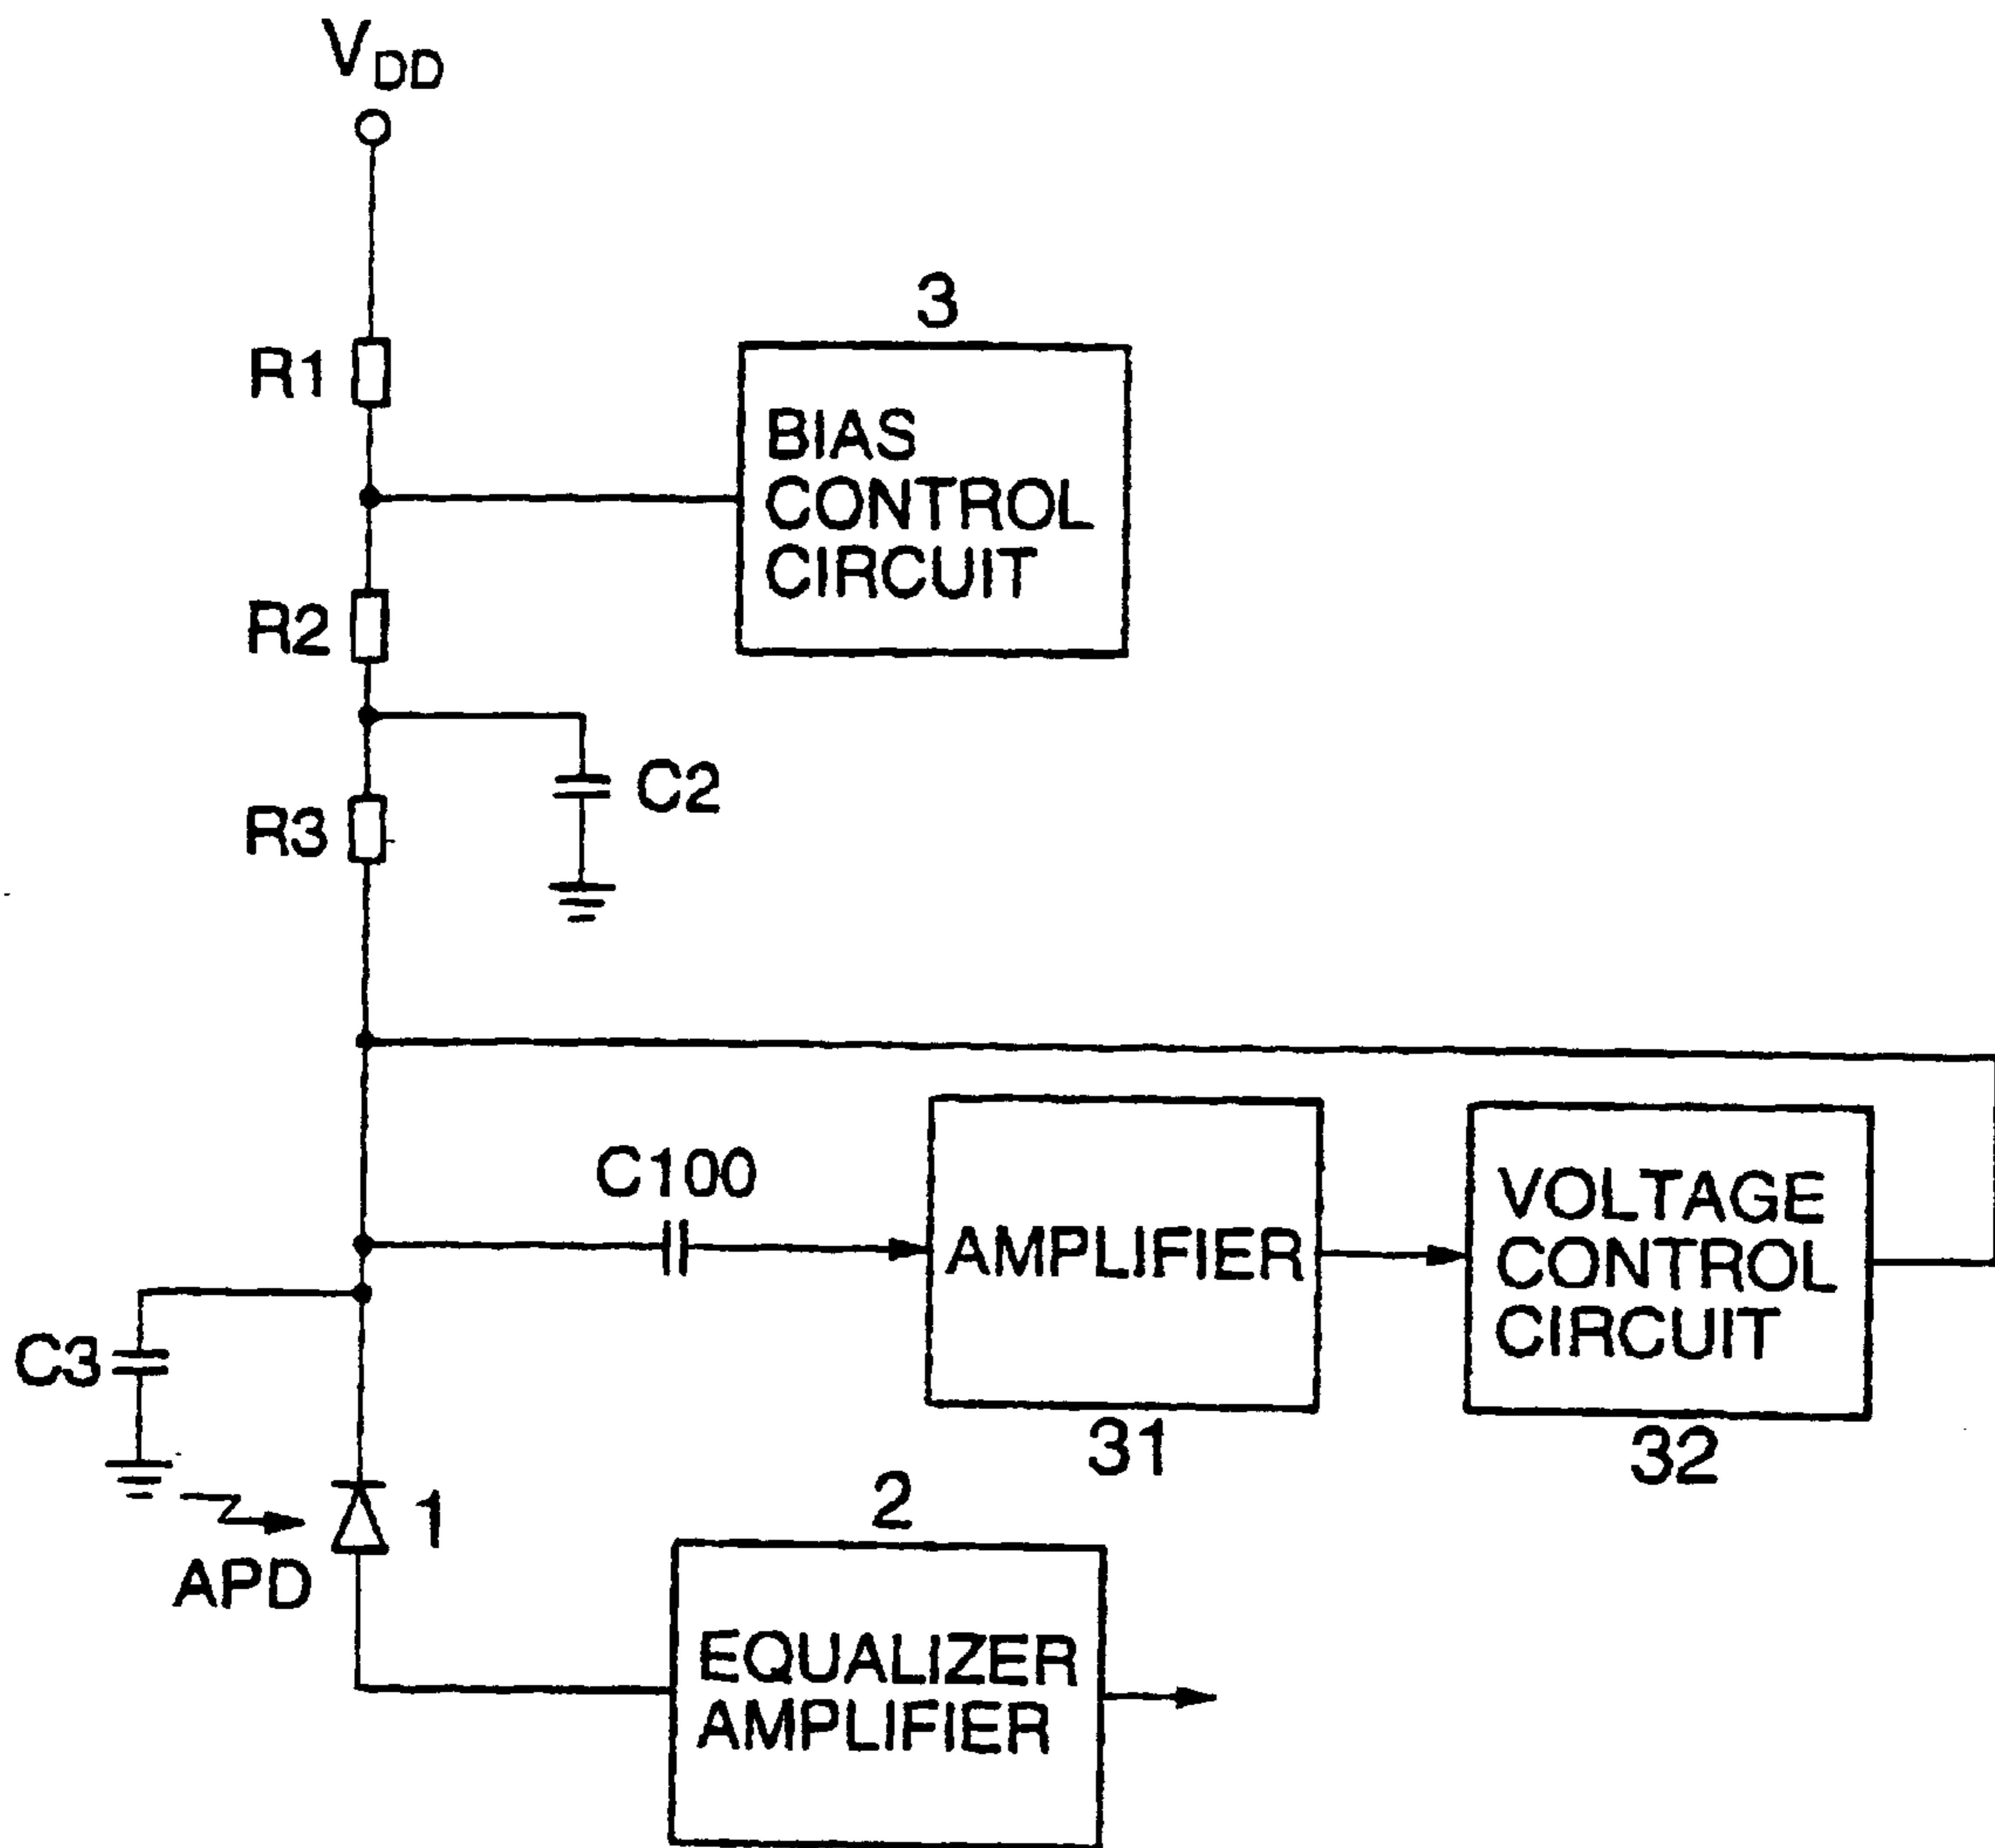 VDD
3
R1
BIAS
CONTROL
CIRCUIT
R2
C2
R3
C100
AMPLIFIER
VOLTAGE
CONTROL
CIRCUIT
C3
31
32
1
2
APD
EQUALIZER
AMPLIFIER